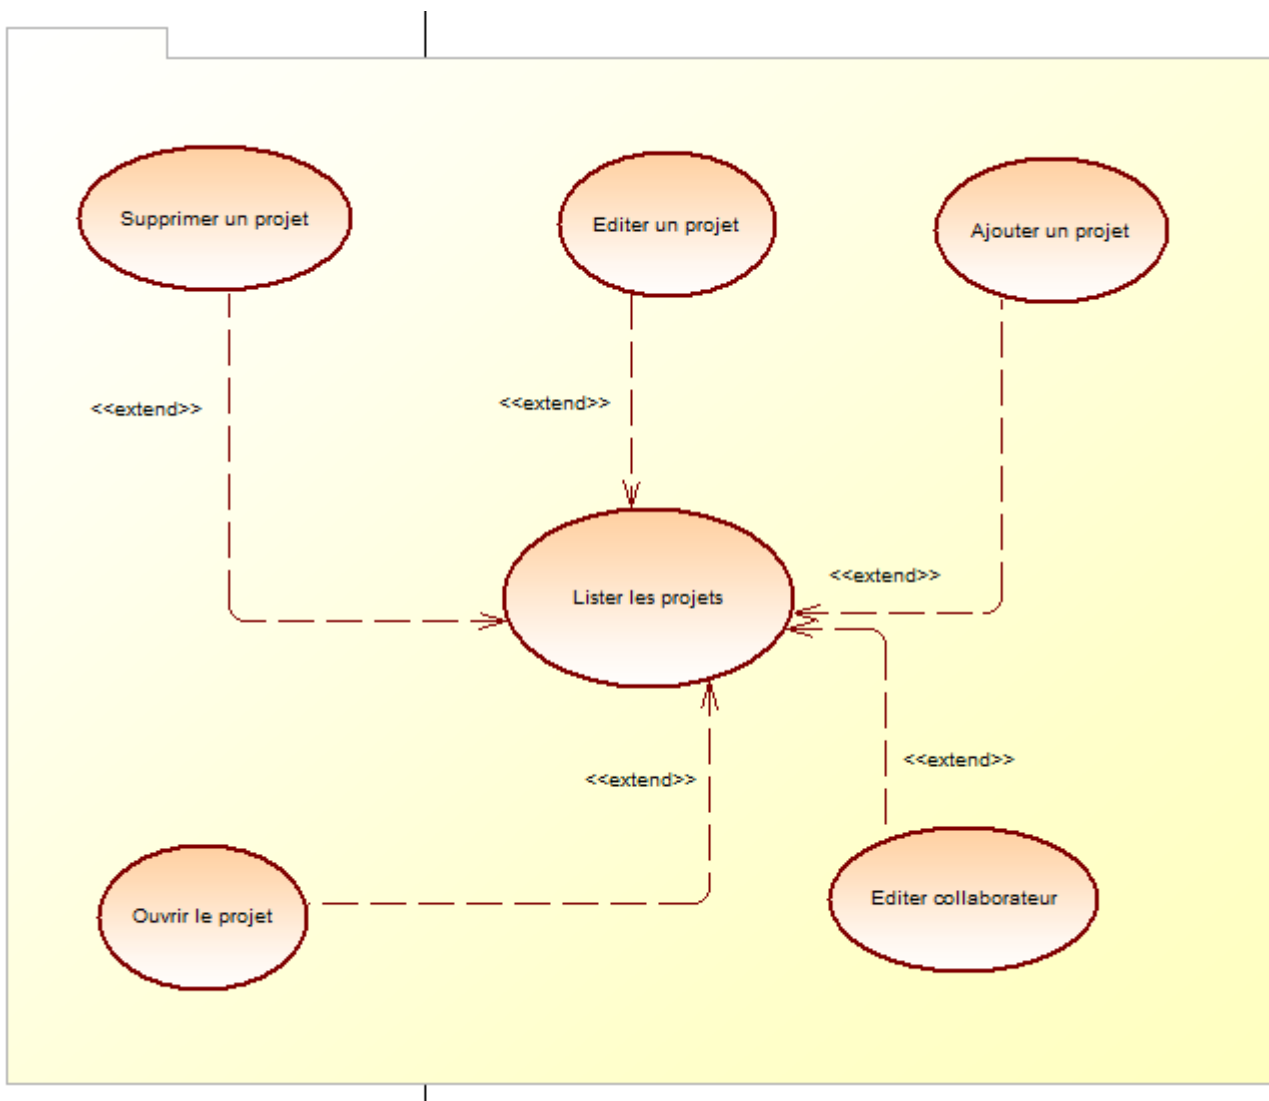 Supprimer un projet
Editer un projet
Ajouter un projet
<<extend>>
<<extend>>
<<extend>>
Lister les projets
<<extend>>
<<extend>>
Ouvrir le projet
Editer collaborateur